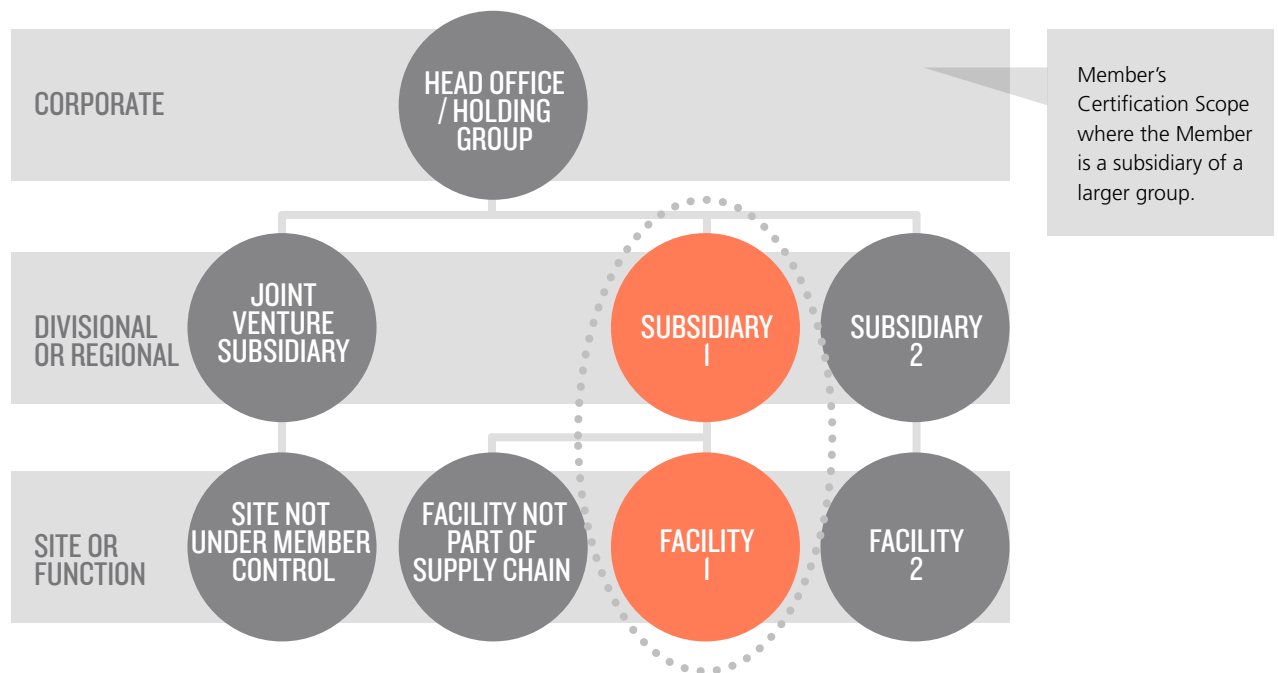 CORPORATE
HEAD OFFICE
/ HOLDING
GROUP
Member’s
Certification Scope
where the Member
is a subsidiary of a
larger group.
DIVISIONAL
OR REGIONAL
JOINT
VENTURE
SUBSIDIARY
SUBSIDIARY
1
SUBSIDIARY
2
SITE OR
FUNCTION
SITE NOT
UNDER MEMBER
CONTROL
FACILITY NOT
PART OF
SUPPLY CHAIN
FACILITY
1
FACILITY
2